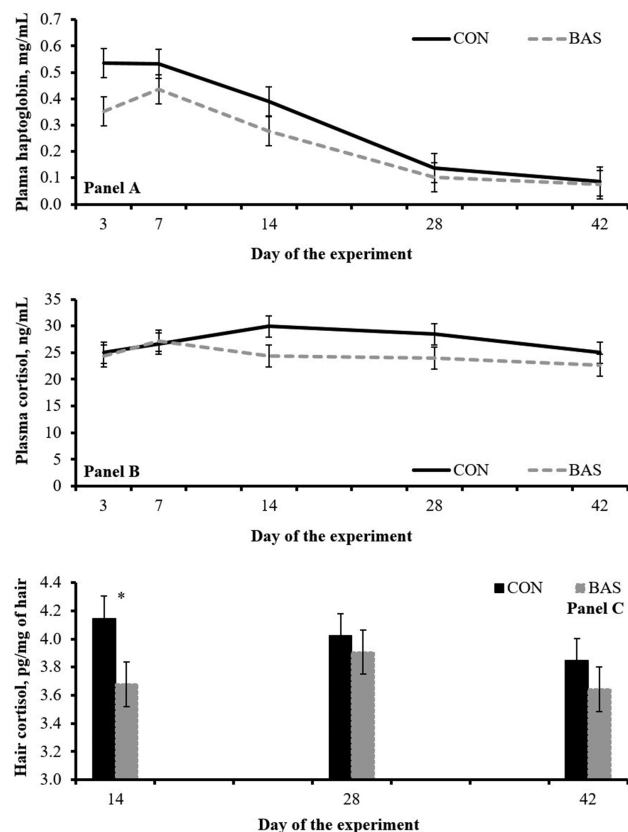 Plama haptoglobin, mg/mL
0.7
0.6
0.5
0.4
0.3
0.2
0.1
0.0
CON BAS
Panel A
3 7 14 28 42
Day of the experiment
Plasma cortisol, ng/mL
35
30
25
20
15
10
5
0
Panel B
CON BAS
3 7 14 28 42
Day of the experiment
Hair cortisol, pg/mg of hair
4.4
4.2
4.0
3.8
3.6
3.4
3.2
3.0
*
CON BAS
Panel C
14 28 42
Day of the experiment